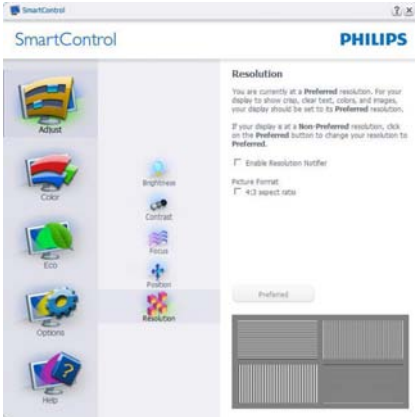 SmartControl
SmartControl
PHILIPS
Adjust
Color
Eco
Options
Help
Brightness
Contrast
Focus
Position
Resolution
Resolution
You are currently at a Preferred resolution. For your
display to show crisp, clear text, colors, and images,
your display should be set to its Preferred resolution.
If your display is at a Non-Preferred resolution, click
on the Preferred button to change your resolution to
Preferred.
Enable Resolution Notifier
Picture Format
4:3 aspect ratio
Preferred